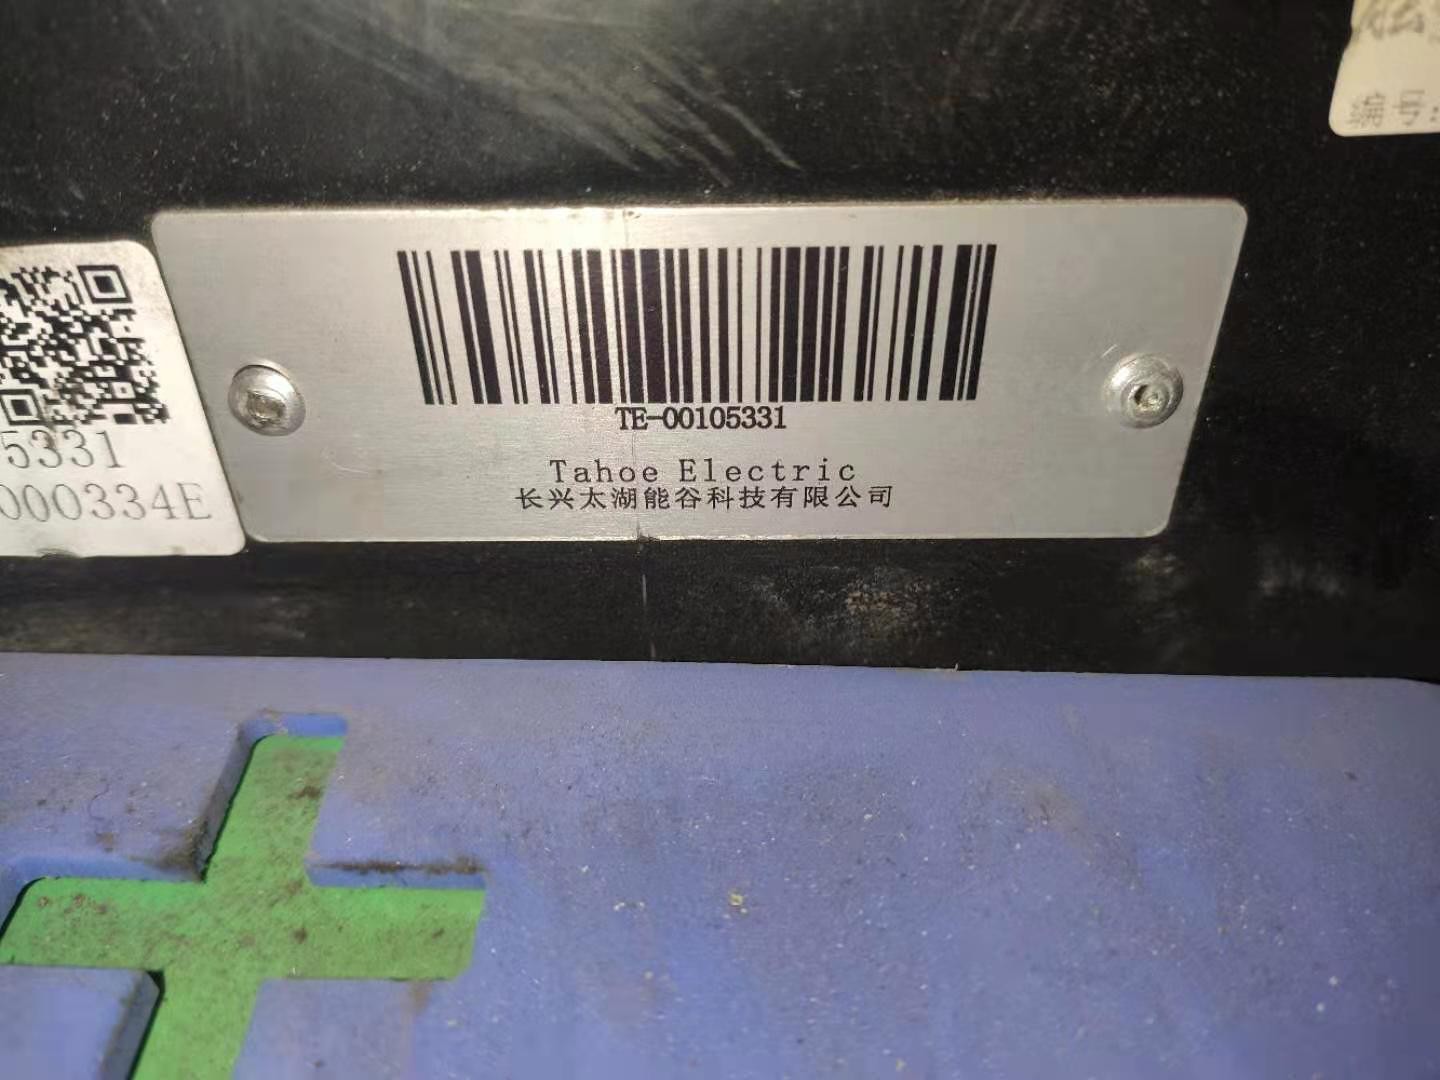 编号:
TE-00105331
Tahoe Electric
长兴太湖能谷科技有限公司
5331
000334E